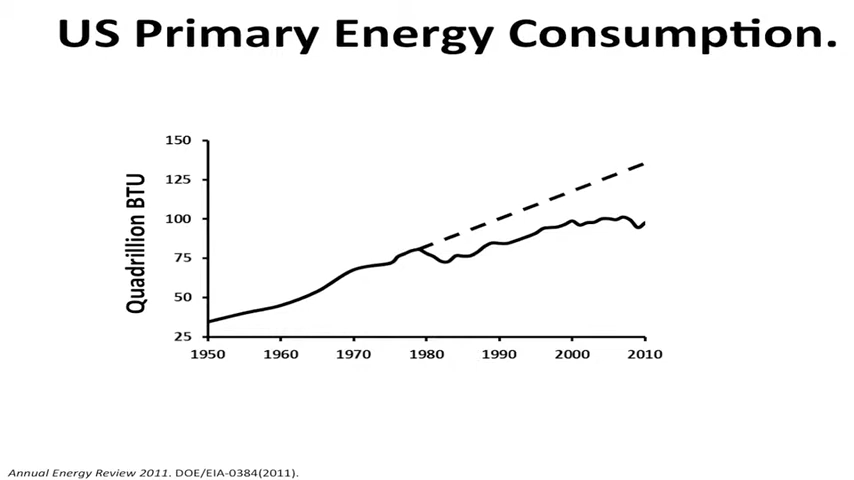 US Primary Energy Consumption.
Quadrillion BTU
150
125
100
75
50
25
1950 1960 1970 1980 1990 2000 2010
Annual Energy Review 2011. DOE/EIA-0384(2011).